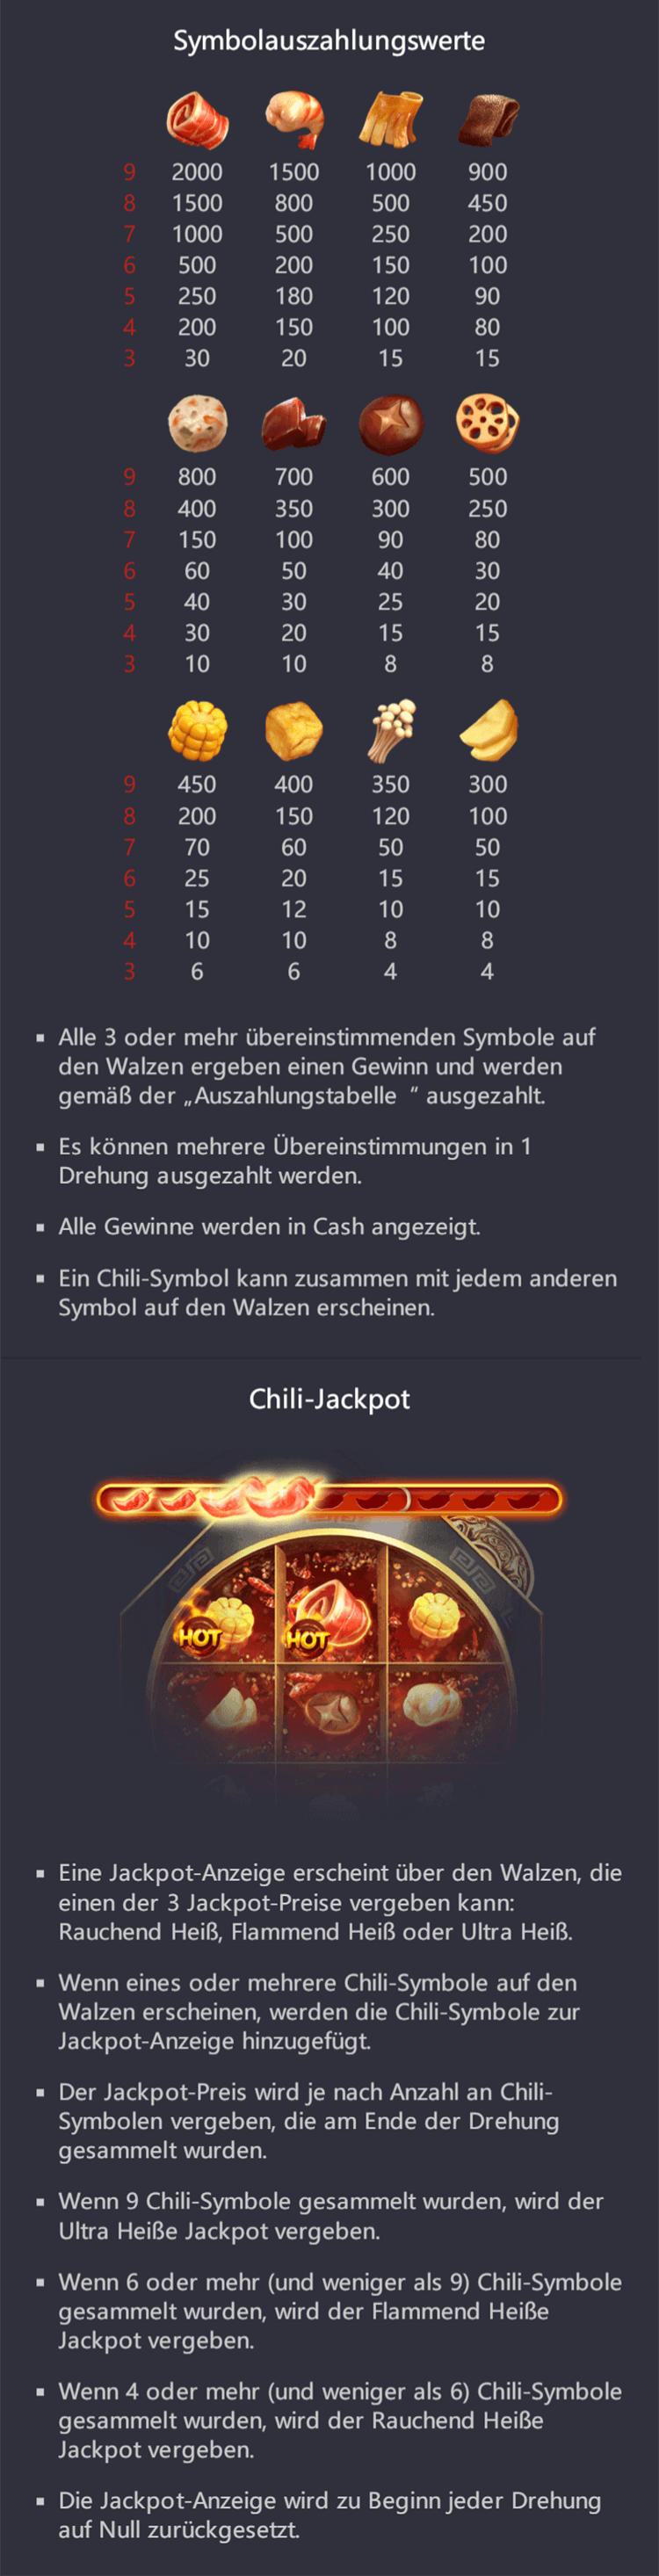 Symbolauszahlungswerte
9 2000 1500 1000 900
8 1500 800 500 450
7 1000 500 250 200
6 500 200 150 100
5 250 180 120 90
4 200 150 100 80
3 30 20 15 15
9 800 700 600 500
8 400 350 300 250
7 150 100 90 80
6 60 50 40 30
5 40 30 25 20
4 30 20 15 15
3 10 10 8 8
9 450 400 350 300
8 200 150 120 100
7 70 60 50 50
6 25 20 15 15
5 15 12 10 10
4 10 10 8 8
3 6 6 4 4
▪ Alle 3 oder mehr übereinstimmenden Symbole auf
den Walzen ergeben einen Gewinn und werden
gemäß der „Auszahlungstabelle “ ausgezahlt.
▪ Es können mehrere Übereinstimmungen in 1
Drehung ausgezahlt werden.
▪ Alle Gewinne werden in Cash angezeigt.
▪ Ein Chili-Symbol kann zusammen mit jedem anderen
Symbol auf den Walzen erscheinen.
Chili-Jackpot
HOT HOT
▪ Eine Jackpot-Anzeige erscheint über den Walzen, die
einen der 3 Jackpot-Preise vergeben kann:
Rauchend Heiß, Flammend Heiß oder Ultra Heiß.
▪ Wenn eines oder mehrere Chili-Symbole auf den
Walzen erscheinen, werden die Chili-Symbole zur
Jackpot-Anzeige hinzugefügt.
▪ Der Jackpot-Preis wird je nach Anzahl an Chili-
Symbolen vergeben, die am Ende der Drehung
gesammelt wurden.
▪ Wenn 9 Chili-Symbole gesammelt wurden, wird der
Ultra Heiße Jackpot vergeben.
▪ Wenn 6 oder mehr (und weniger als 9) Chili-Symbole
gesammelt wurden, wird der Flammend Heiße
Jackpot vergeben.
▪ Wenn 4 oder mehr (und weniger als 6) Chili-Symbole
gesammelt wurden, wird der Rauchend Heiße
Jackpot vergeben.
▪ Die Jackpot-Anzeige wird zu Beginn jeder Drehung
auf Null zurückgesetzt.